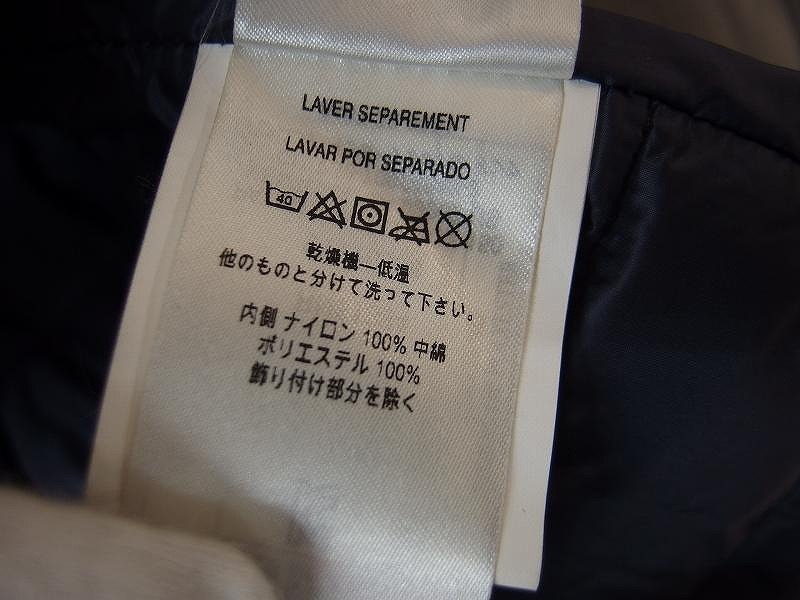 LAVER SEPAREMENT
LAVAR POR SEPARADO
40
乾燥機―低温
他のものと分けて洗って下さい。
内側 ナイロン 100% 中綿
ポリエステル 100%
飾り付け部分を除く